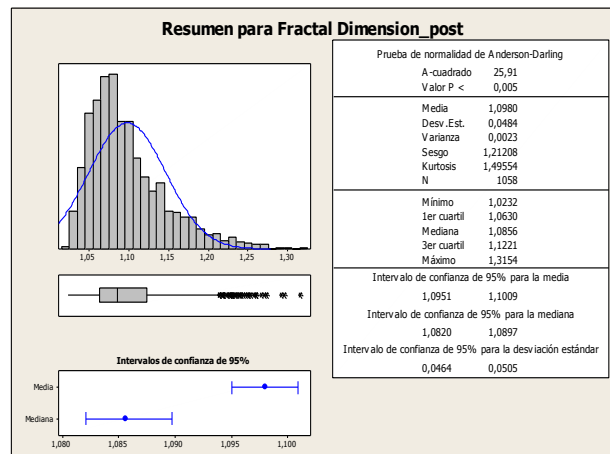 Resumen para Fractal Dimension_post
1,05 1,10 1,15 1,20 1,25 1,30
Intervalos de confianza de 95%
Media
Mediana
1,080 1,085 1,090 1,095 1,100
Prueba de normalidad de Anderson-Darling
A-cuadrado 25,91
Valor P < 0,005
Media 1,0980
Desv.Est. 0,0484
Varianza 0,0023
Sesgo 1,21208
Kurtosis 1,49554
N 1058
Mínimo 1,0232
1er cuartil 1,0630
Mediana 1,0856
3er cuartil 1,1221
Máximo 1,3154
Intervalo de confianza de 95% para la media
1,0951 1,1009
Intervalo de confianza de 95% para la mediana
1,0820 1,0897
Intervalo de confianza de 95% para la desviación estándar
0,0464 0,0505